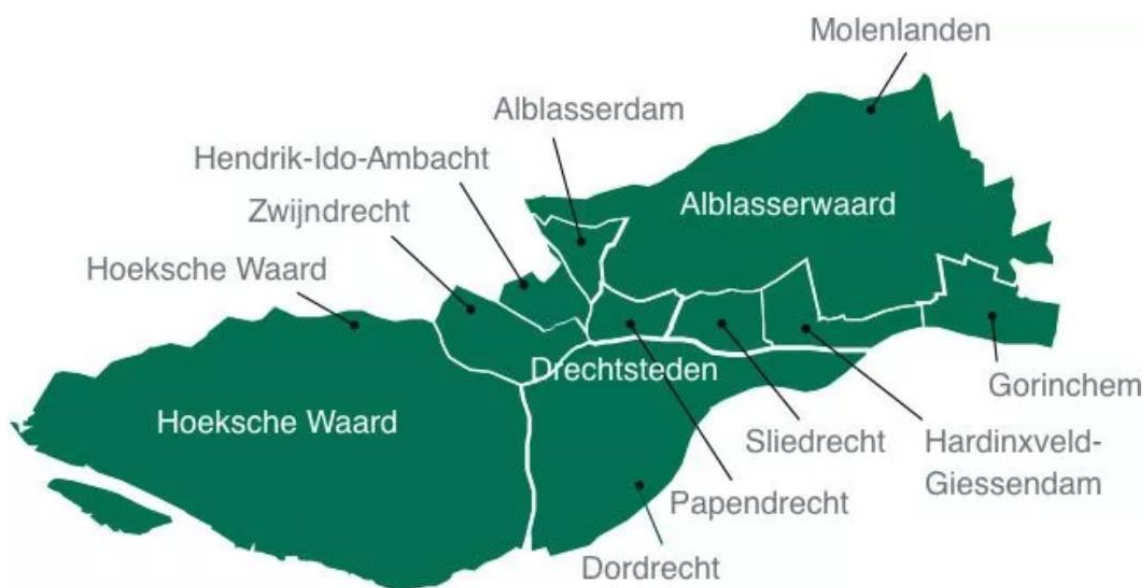 Molenlanden
Alblasserdam
Hendrik-Ido-Ambacht
Zwijndrecht
Alblasserwaard
Hoeksche Waard
Drechtsteden
Gorinchem
Hoeksche Waard
Sliedrecht
Hardinxveld-
Giessendam
Papendrecht
Dordrecht